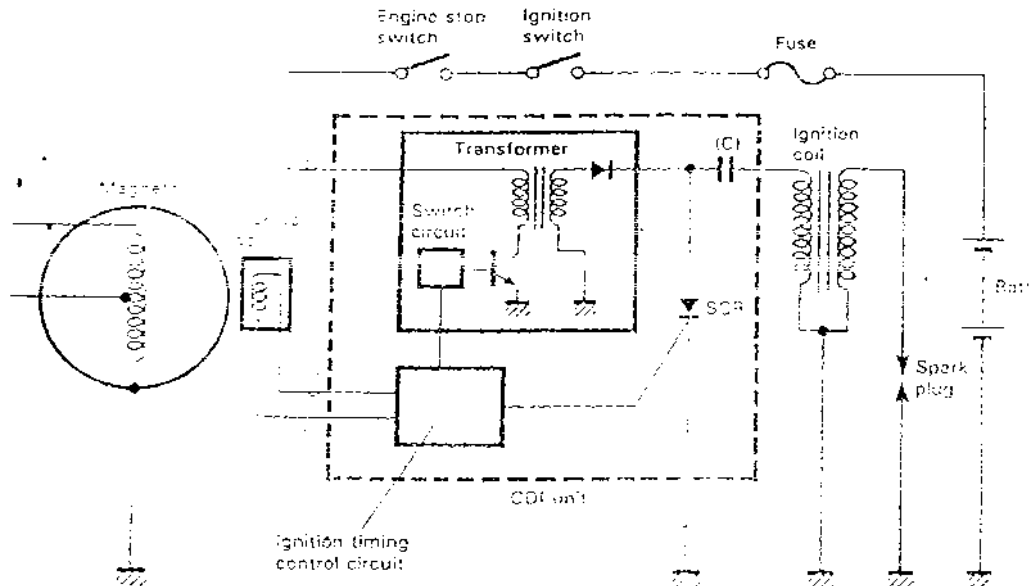 Engine stop
switch
Ignition
switch
Fuse
Transformer
(C)
Ignition
coil
Switch
circuit
SCR
Batt
Spark
plug
CDI unit
Ignition timing
control circuit